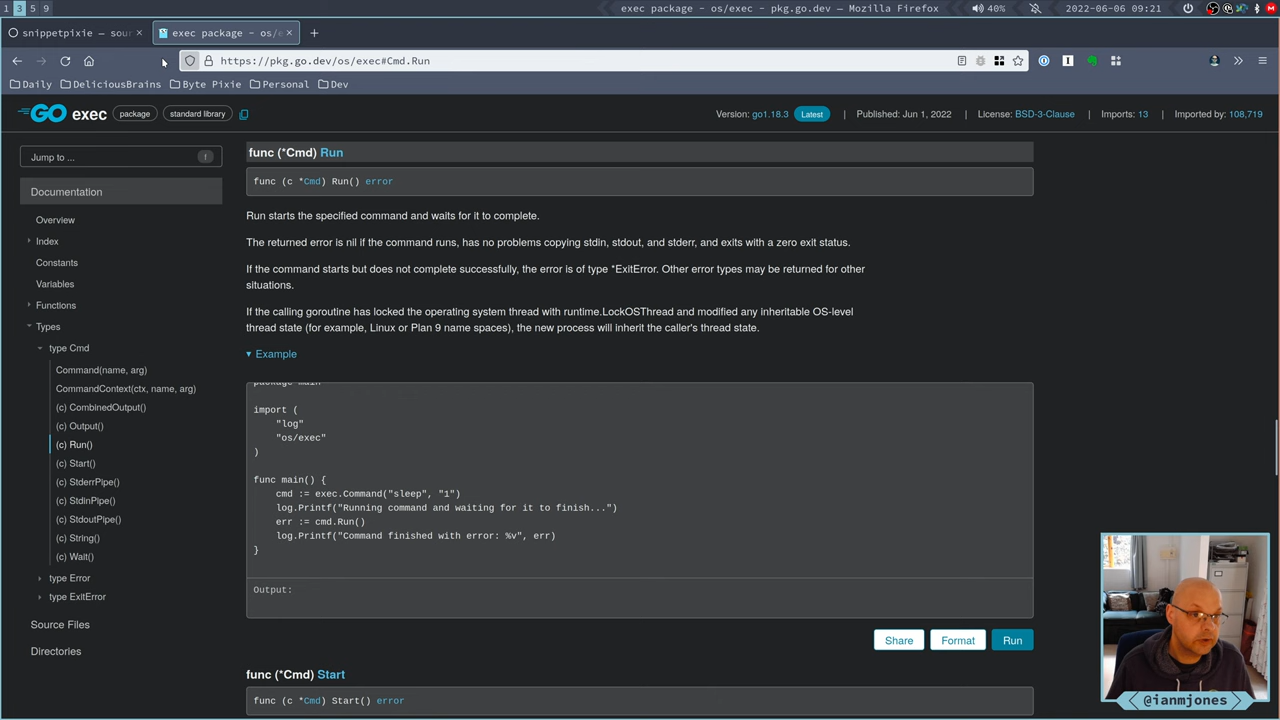 1 3 5 9
exec package - os/exec - pkg.go.dev — Mozilla Firefox
40%
2022-06-06 09:21
snippetpixie — sour
exec package - os/e
https://pkg.go.dev/os/exec#Cmd.Run
Daily
DeliciousBrains
Byte Pixie
Personal
Dev
GO exec
package
standard library
Version: go1.18.3
Latest
Published: Jun 1, 2022
License: BSD-3-Clause
Imports: 13
Imported by: 108,719
Jump to ...
f
Documentation
Overview
Index
Constants
Variables
Functions
Types
type Cmd
Command(name, arg)
CommandContext(ctx, name, arg)
(c) CombinedOutput()
(c) Output()
(c) Run()
(c) Start()
(c) StderrPipe()
(c) StdinPipe()
(c) StdoutPipe()
(c) String()
(c) Wait()
type Error
type ExitError
Source Files
Directories
func (*Cmd) Run
func (c *Cmd) Run() error
Run starts the specified command and waits for it to complete.
The returned error is nil if the command runs, has no problems copying stdin, stdout, and stderr, and exits with a zero exit status.
If the command starts but does not complete successfully, the error is of type *ExitError. Other error types may be returned for other
situations.
If the calling goroutine has locked the operating system thread with runtime.LockOSThread and modified any inheritable OS-level
thread state (for example, Linux or Plan 9 name spaces), the new process will inherit the caller's thread state.
▾ Example
package main
import (
"log"
"os/exec"
)
func main() {
cmd := exec.Command("sleep", "1")
log.Printf("Running command and waiting for it to finish...")
err := cmd.Run()
log.Printf("Command finished with error: %v", err)
}
Output:
Share
Format
Run
func (*Cmd) Start
func (c *Cmd) Start() error
@ianmjones